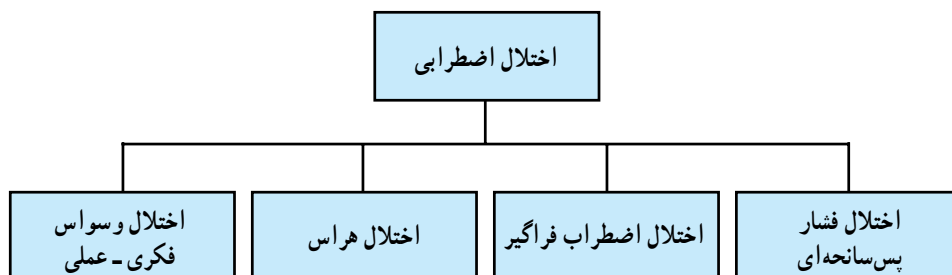 اختلال اضطرابی
اختلال فشار
پس‌سانحه‌ای
اختلال اضطراب فراگیر
اختلال هراس
اختلال وسواس
فکری ـ عملی